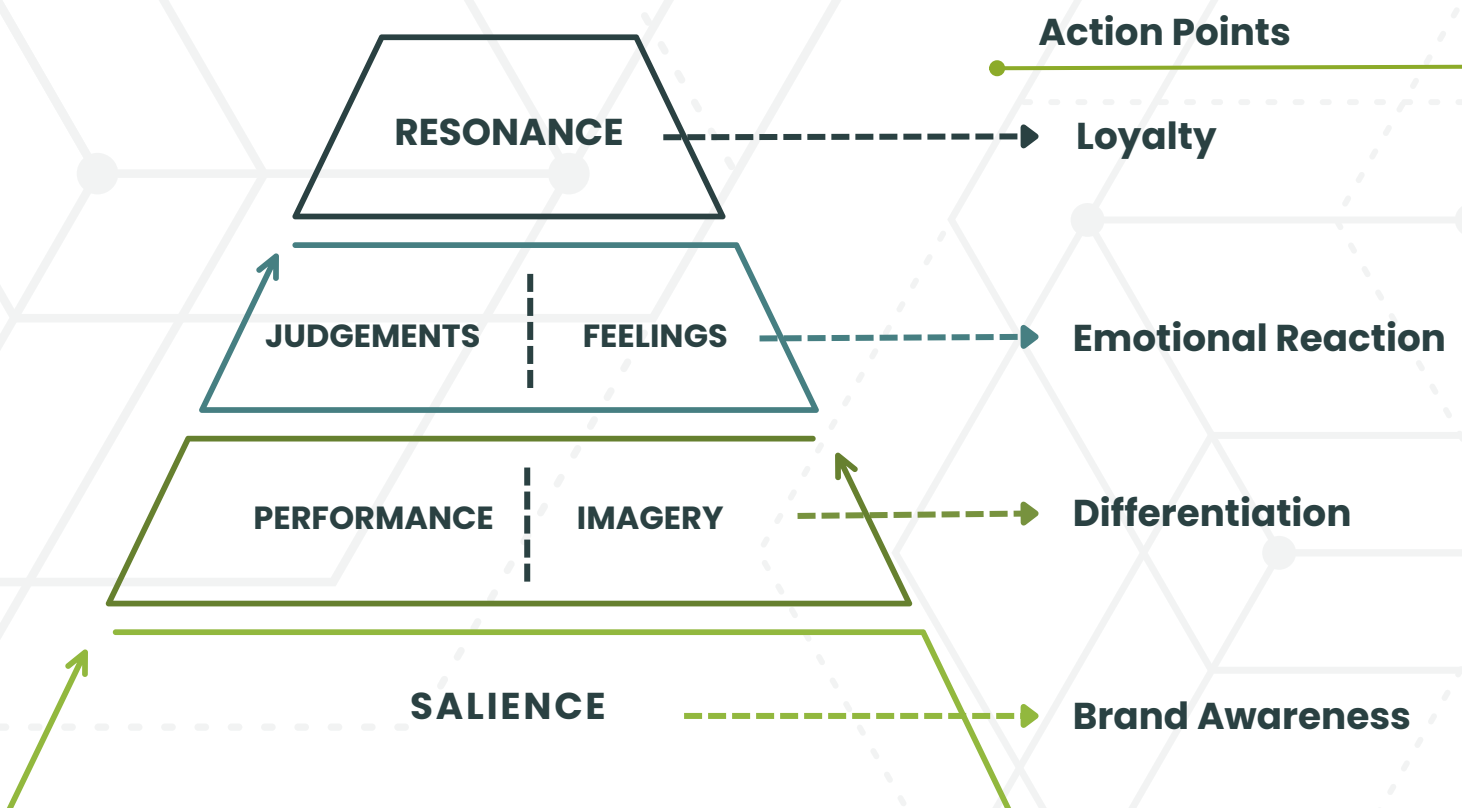 Action Points
RESONANCE
Loyalty
JUDGEMENTS
FEELINGS
Emotional Reaction
PERFORMANCE
IMAGERY
Differentiation
SALIENCE
Brand Awareness